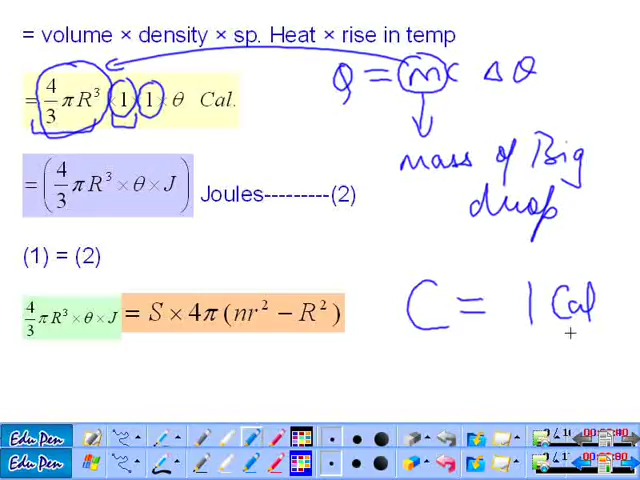 = volume × density × sp. Heat × rise in temp
= 4/3 πR³ × 1 × 1 × θ Cal.
Q = mc Δθ
mass of Big
drop
= (4/3 πR³ × θ × J) Joules---------(2)
(1) = (2)
C = 1 Cal
4/3 πR³ × θ × J = S × 4π(nr² − R²)
Edu Pen
Edu Pen